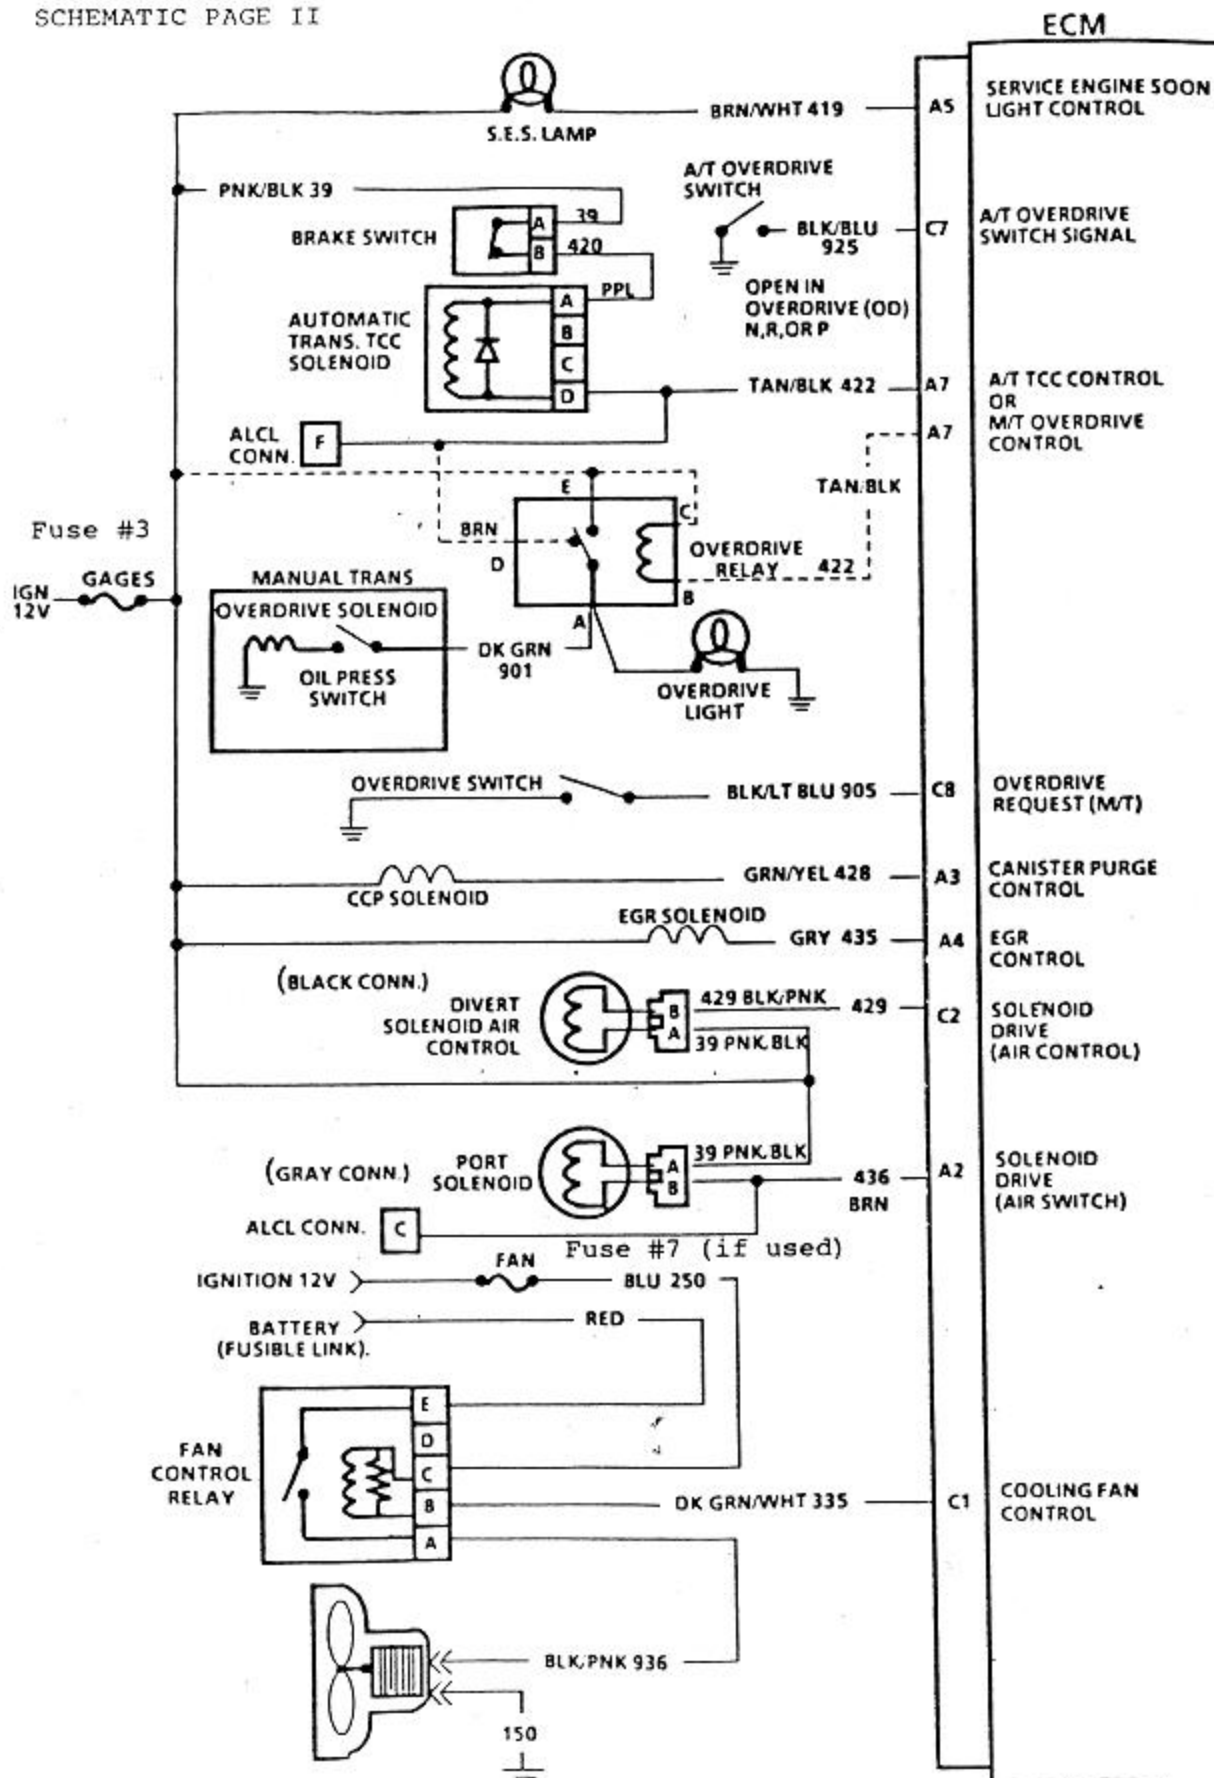 SCHEMATIC PAGE II
ECM
S.E.S. LAMP
BRN/WHT 419
A5
SERVICE ENGINE SOON
LIGHT CONTROL
PNK/BLK 39
A/T OVERDRIVE
SWITCH
BRAKE SWITCH
A
39
B
420
BLK/BLU
925
C7
A/T OVERDRIVE
SWITCH SIGNAL
OPEN IN
OVERDRIVE (OD)
N,R,OR P
PPL
AUTOMATIC
TRANS. TCC
SOLENOID
A
B
C
D
TAN/BLK 422
A7
A/T TCC CONTROL
OR
M/T OVERDRIVE
CONTROL
A7
ALCL
CONN.
F
TAN/BLK
E
C
BRN
D
OVERDRIVE
RELAY
422
B
A
Fuse #3
GAGES
IGN
12V
MANUAL TRANS
OVERDRIVE SOLENOID
OIL PRESS
SWITCH
DK GRN
901
OVERDRIVE
LIGHT
OVERDRIVE SWITCH
BLK/LT BLU 905
C8
OVERDRIVE
REQUEST (M/T)
CCP SOLENOID
GRN/YEL 428
A3
CANISTER PURGE
CONTROL
EGR SOLENOID
GRY 435
A4
EGR
CONTROL
(BLACK CONN.)
DIVERT
SOLENOID AIR
CONTROL
B
A
429 BLK/PNK
429
39 PNK.BLK
C2
SOLENOID
DRIVE
(AIR CONTROL)
(GRAY CONN.)
PORT
SOLENOID
A
B
39 PNK.BLK
436
BRN
A2
SOLENOID
DRIVE
(AIR SWITCH)
ALCL CONN.
C
Fuse #7 (if used)
IGNITION 12V
FAN
BLU 250
BATTERY
(FUSIBLE LINK).
RED
FAN
CONTROL
RELAY
E
D
C
B
A
DK GRN/WHT 335
C1
COOLING FAN
CONTROL
BLK/PNK 936
150